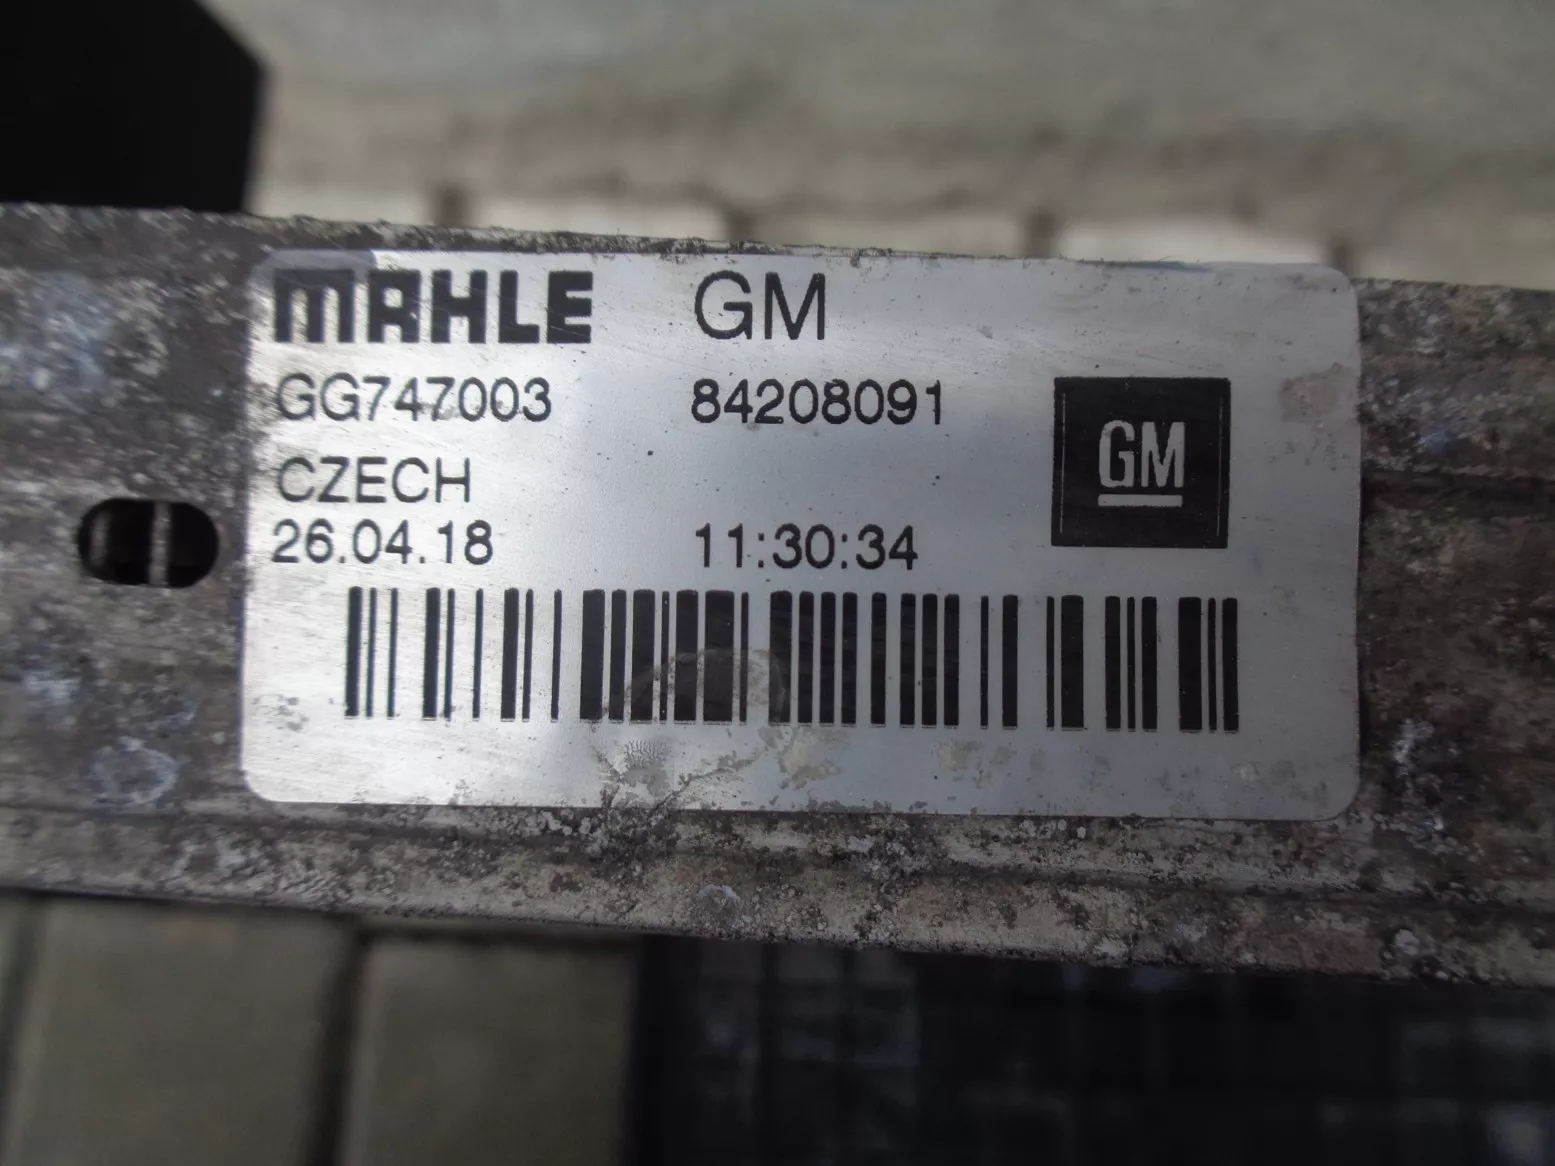 MAHLE GM
GG747003 84208091
GM
CZECH
26.04.18 11:30:34